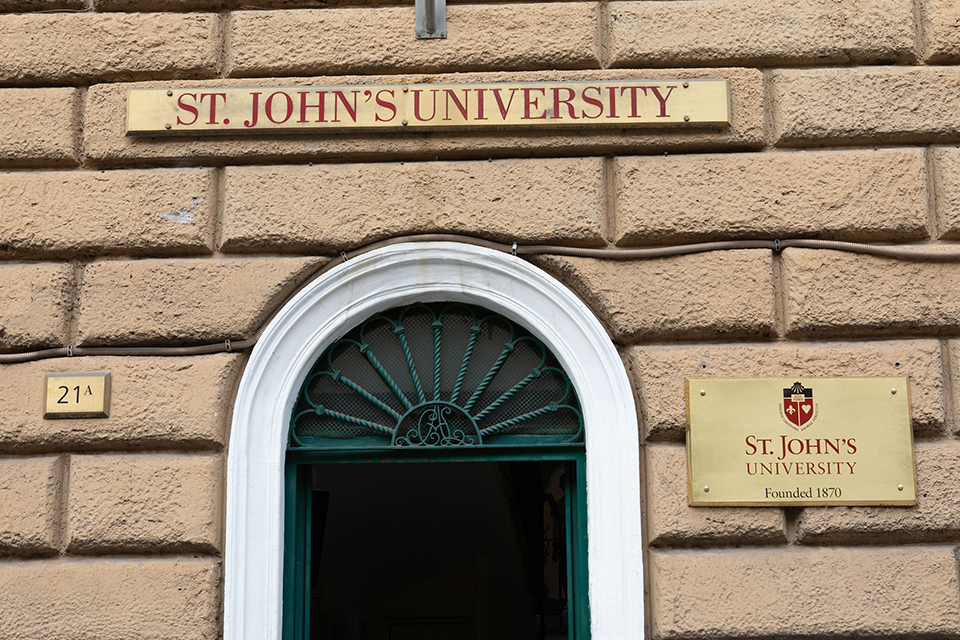 ST. JOHN'S UNIVERSITY
21A
ST. JOHN'S
UNIVERSITY
Founded 1870